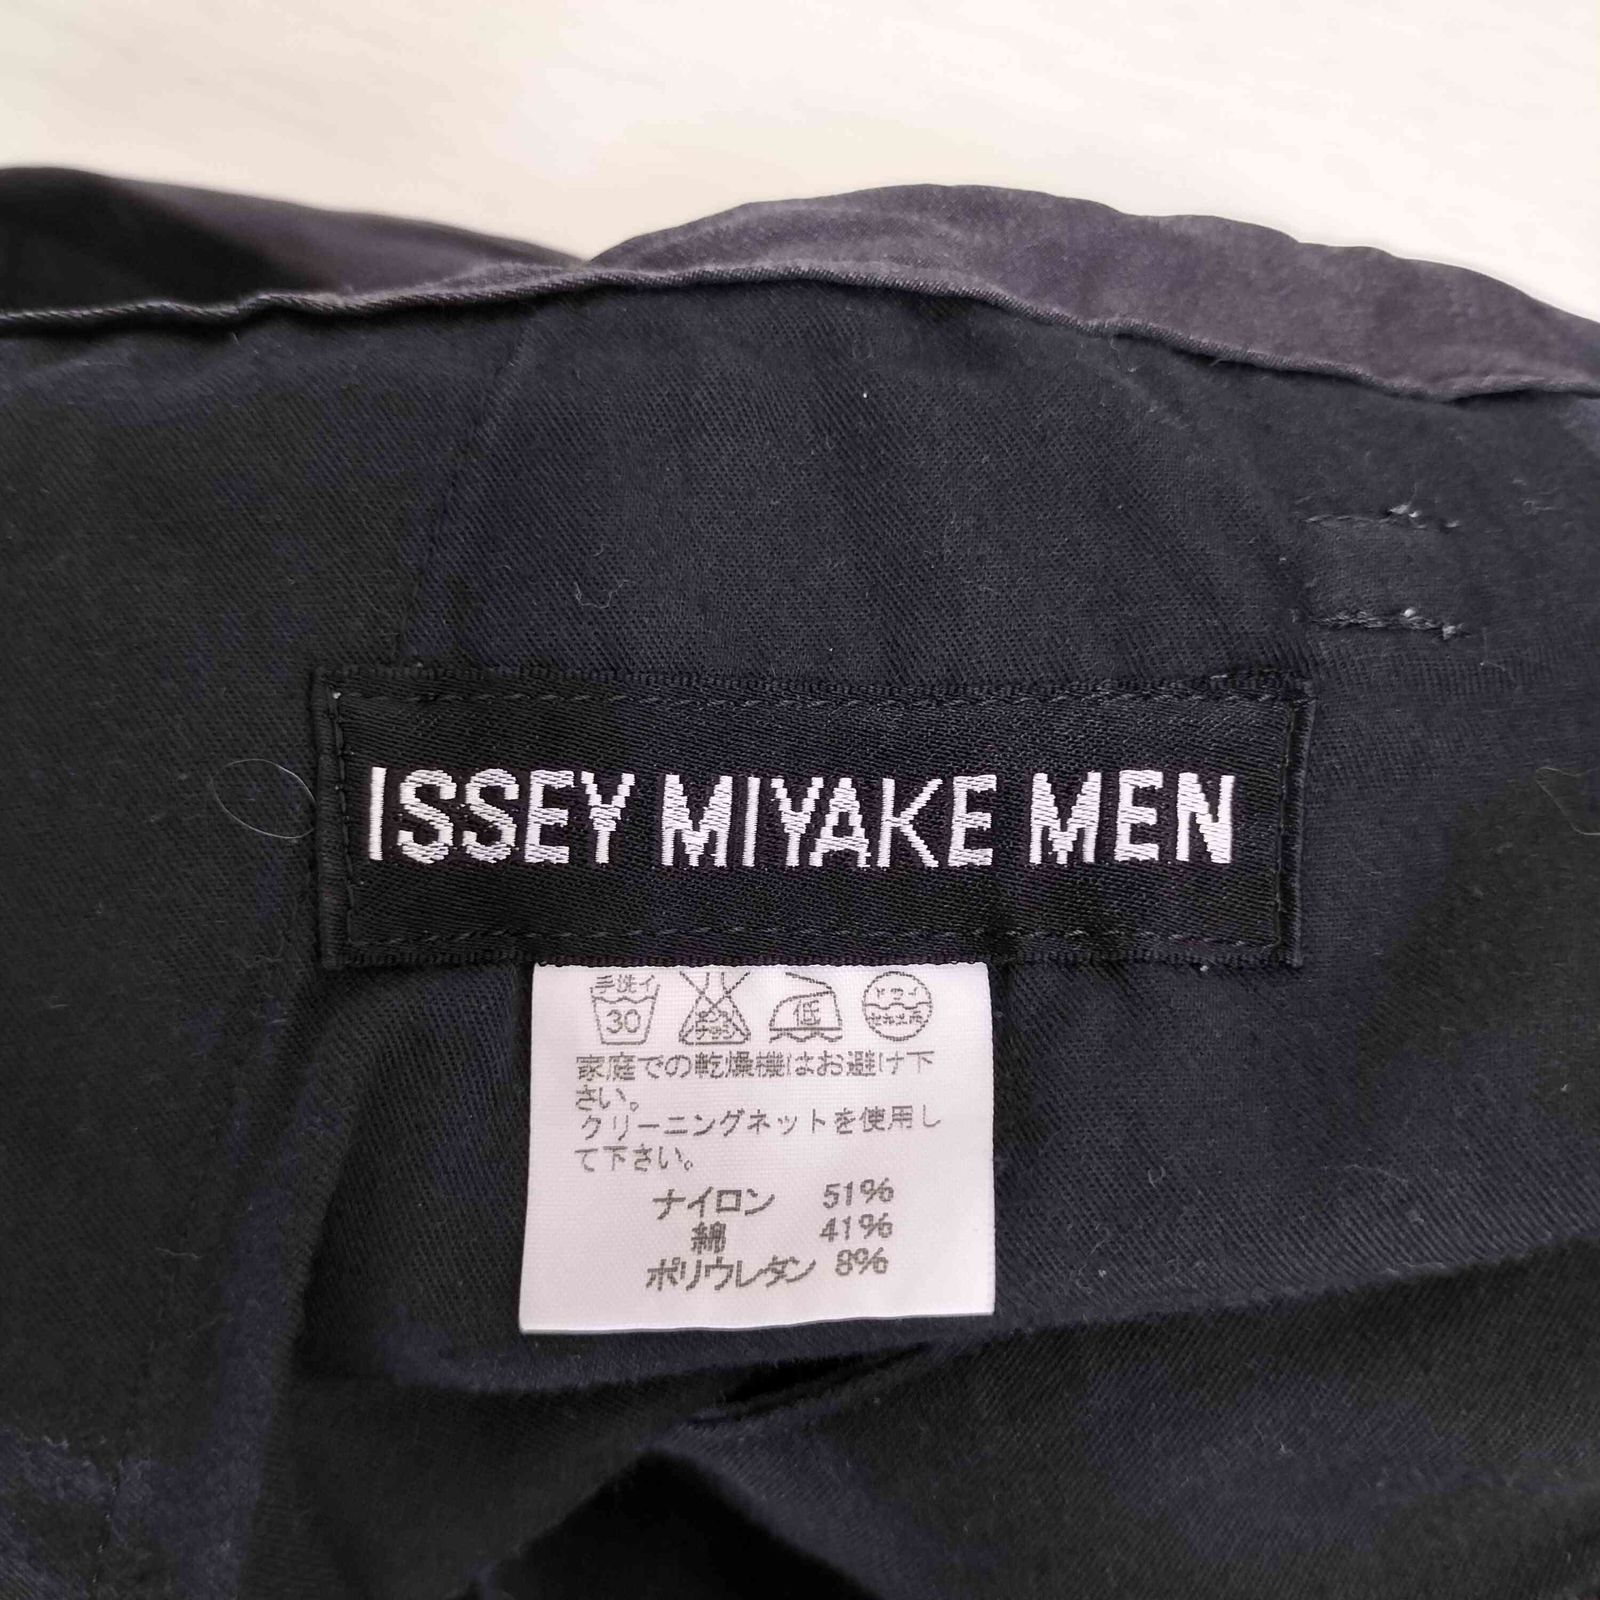 ISSEY MIYAKE MEN
手洗イ
30
低
家庭での乾燥機はお避け下
さい。
クリーニングネットを使用し
て下さい。
ナイロン 51%
綿 41%
ポリウレタン 8%